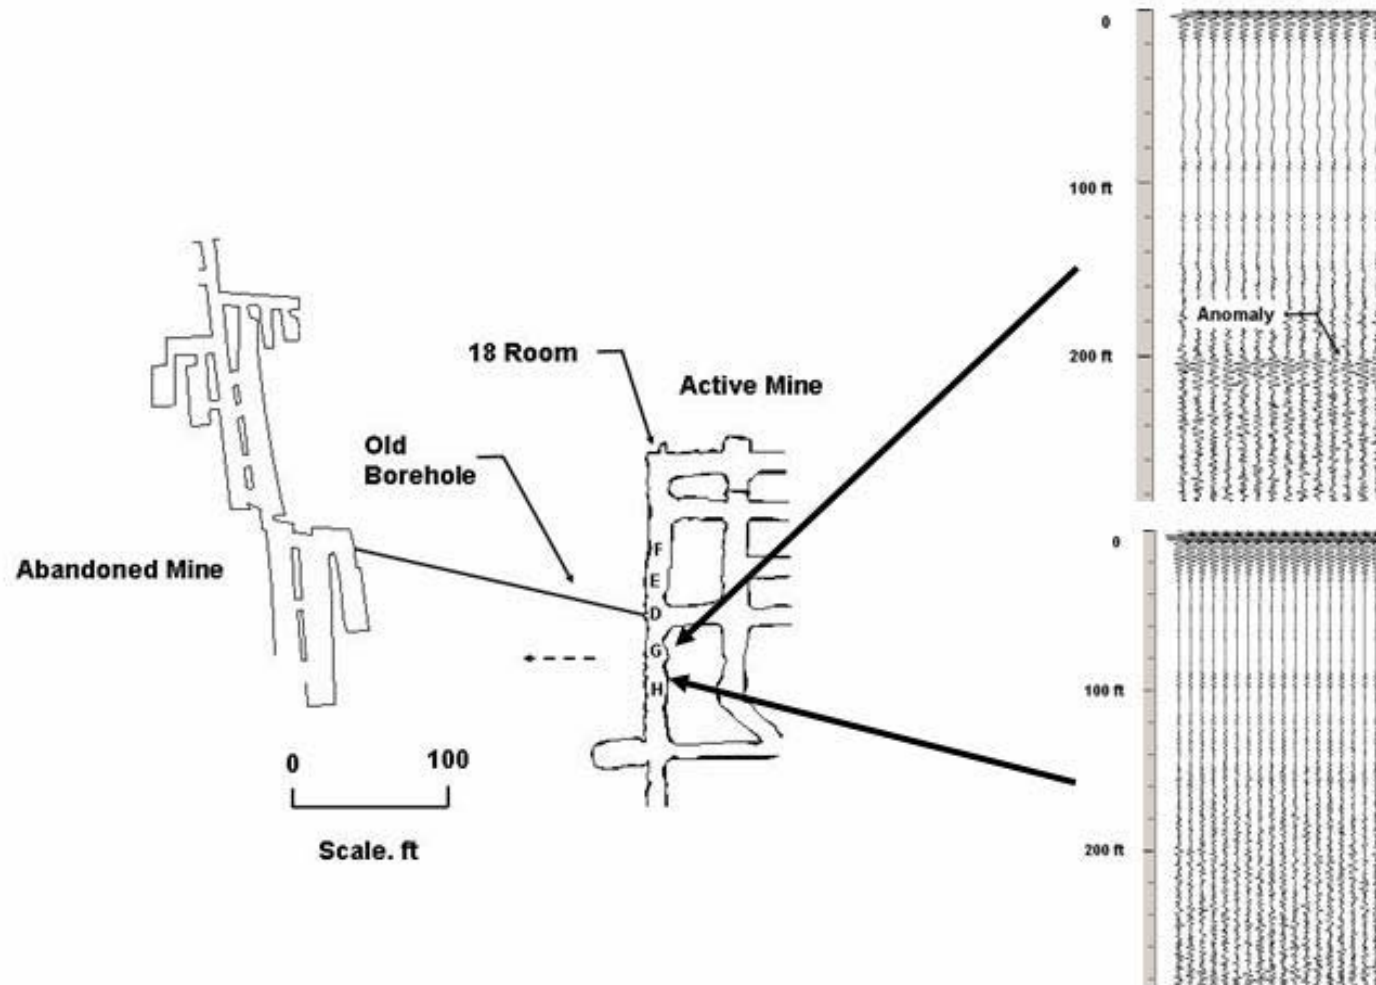 0
100 ft
Anomaly
200 ft
18 Room
Active Mine
Old
Borehole
Abandoned Mine
F
E
D
G
H
0
100
Scale. ft
0
100 ft
200 ft